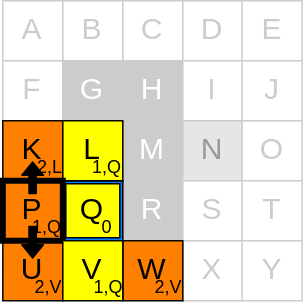 A B C D E
F G H I J
K 2,L L 1,Q M N O
P 1,Q Q 0 R S T
U 2,V V 1,Q W 2,V X Y